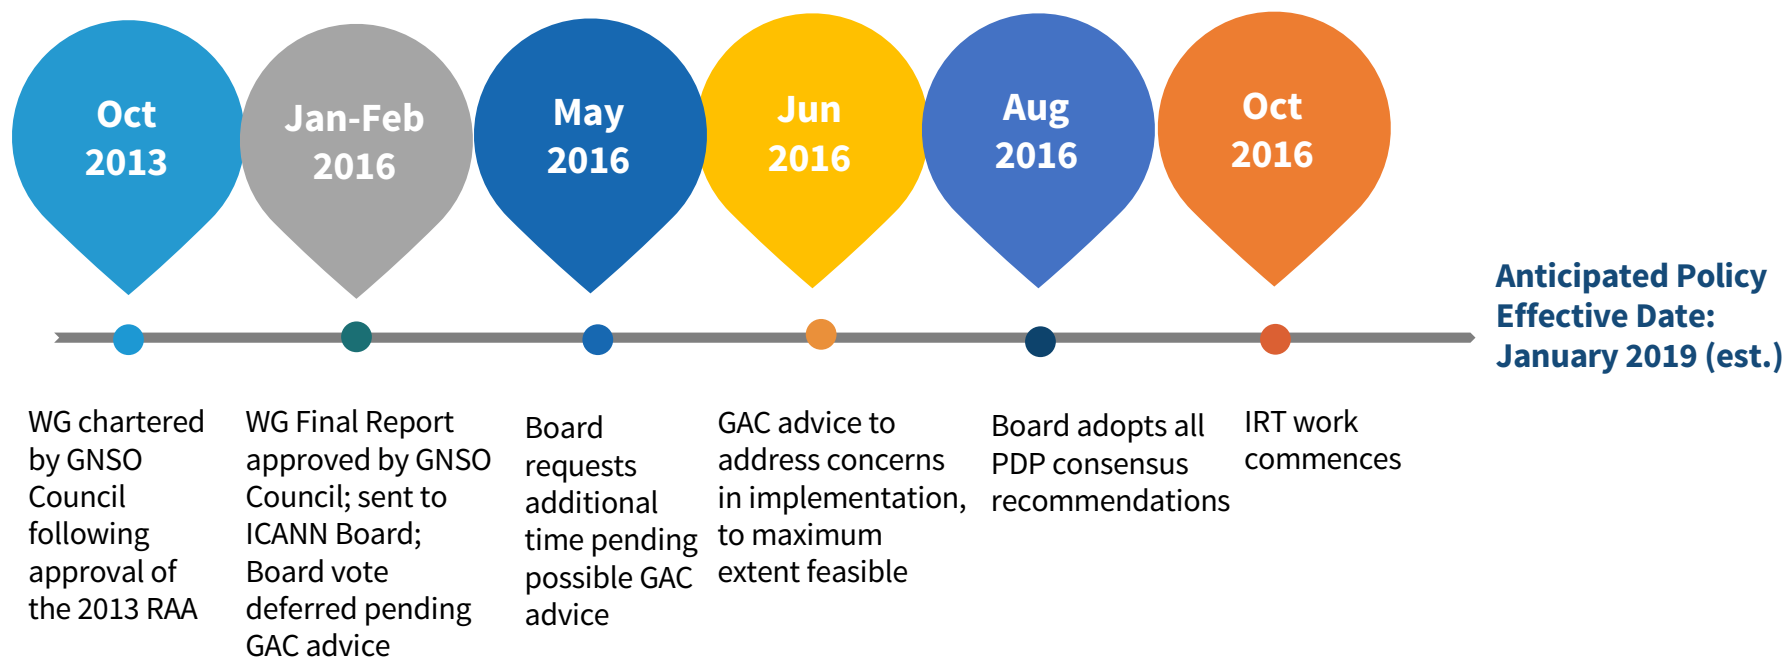 Oct
2013
Jan-Feb
2016
May
2016
Jun
2016
Aug
2016
Oct
2016
Anticipated Policy
Effective Date:
January 2019 (est.)
WG chartered
by GNSO
Council
following
approval of
the 2013 RAA
WG Final Report
approved by GNSO
Council; sent to
ICANN Board;
Board vote
deferred pending
GAC advice
Board
requests
additional
time pending
possible GAC
advice
GAC advice to
address concerns
in implementation,
to maximum
extent feasible
Board adopts all
PDP consensus
recommendations
IRT work
commences